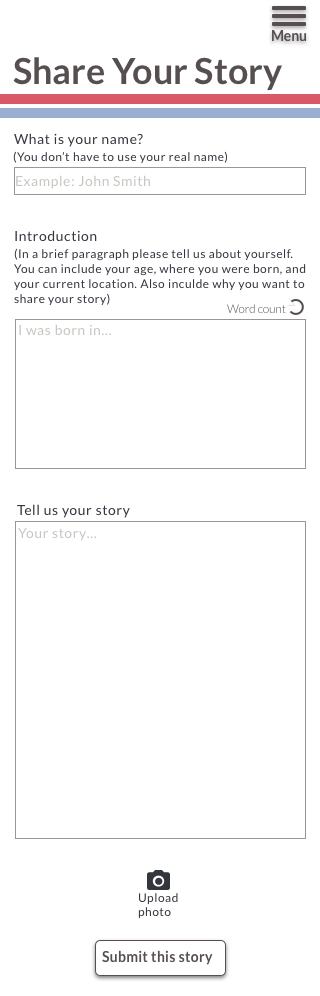 Menu
Share Your Story
What is your name?
(You don't have to use your real name)
Example: John Smith
Introduction
(In a brief paragraph please tell us about yourself.
You can include your age, where you were born, and
your current location. Also inculde why you want to
share your story)
Word count
I was born in...
Tell us your story
Your story...
Upload
photo
Submit this story